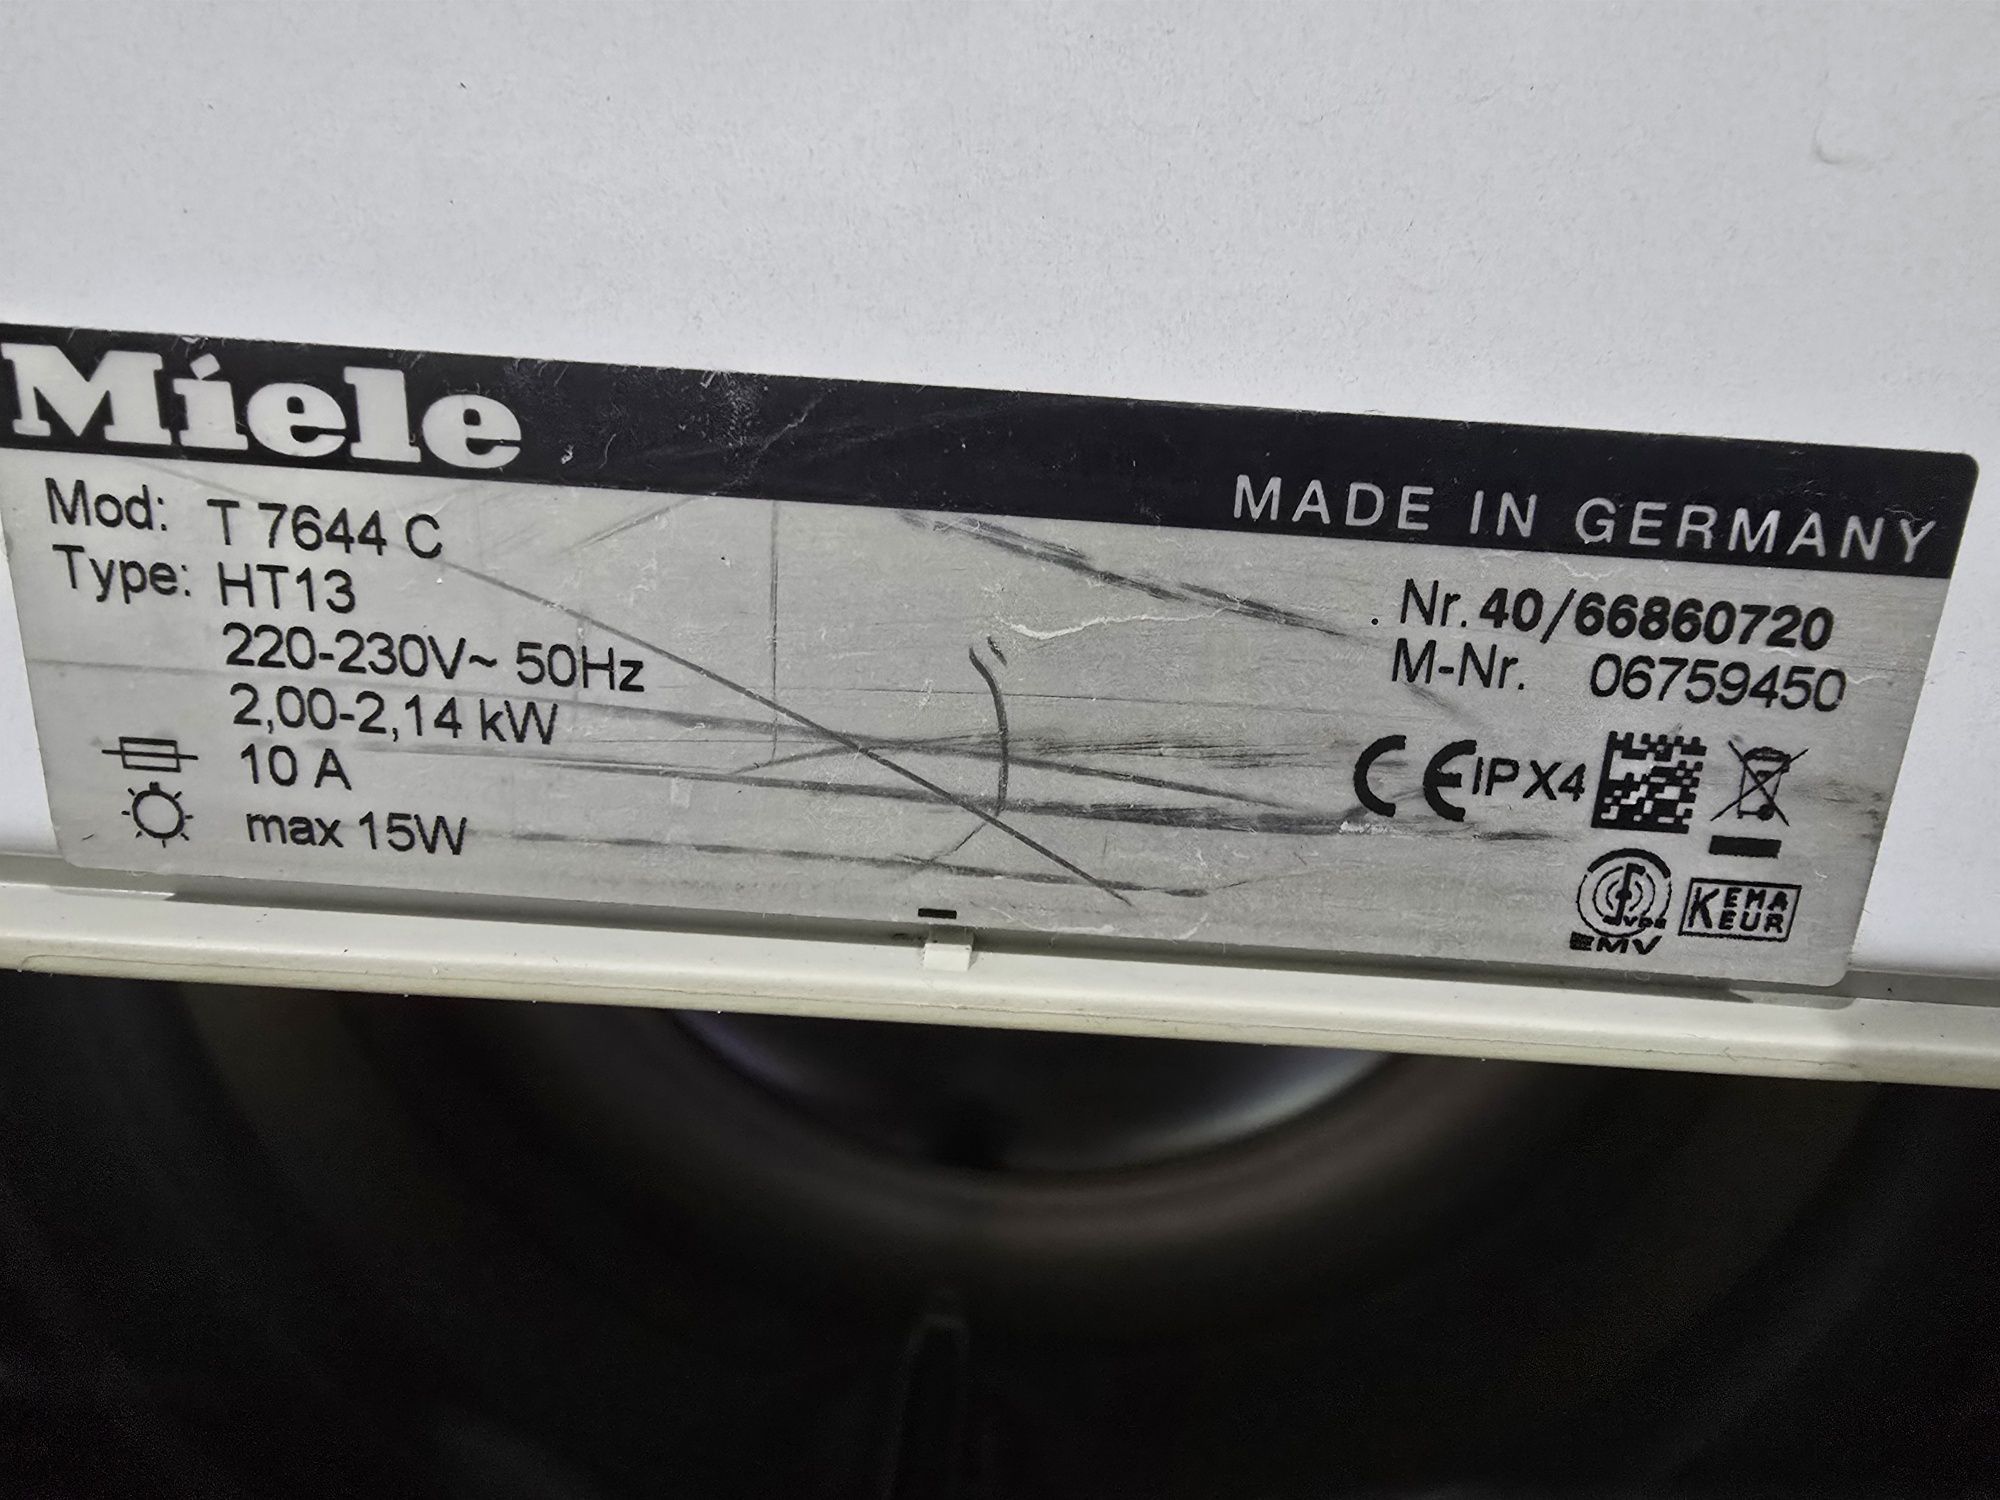 Miele
MADE IN GERMANY
Mod: T 7644 C
Type: HT13
220-230V~ 50Hz
2,00-2,14 kW
10 A
max 15W
. Nr. 40/66860720
M-Nr. 06759450
CE IPX4
VDE
EMV
KEMA
KEUR